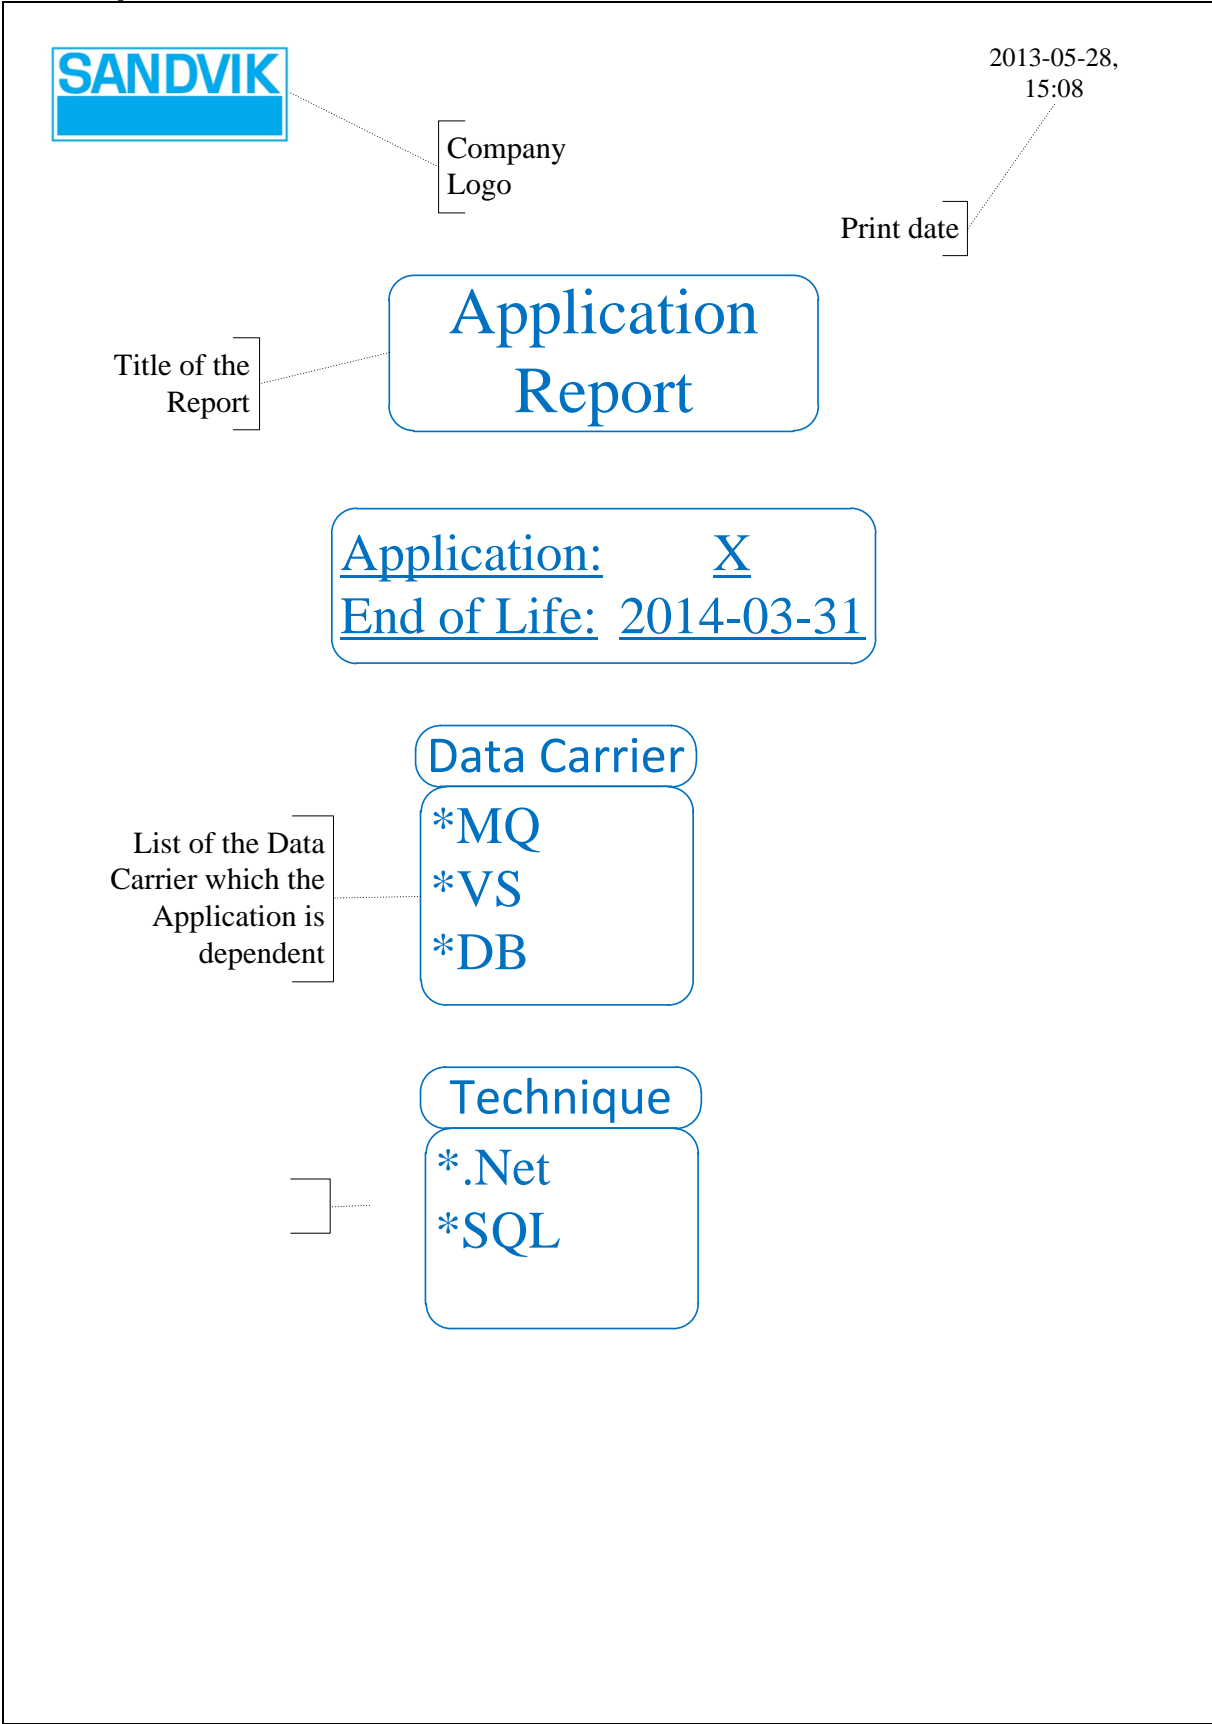 SANDVIK
2013-05-28,
15:08
Company
Logo
Print date
Application
Report
Title of the
Report
Application: X
End of Life: 2014-03-31
Data Carrier
*MQ
*VS
*DB
List of the Data
Carrier which the
Application is
dependent
Technique
*.Net
*SQL